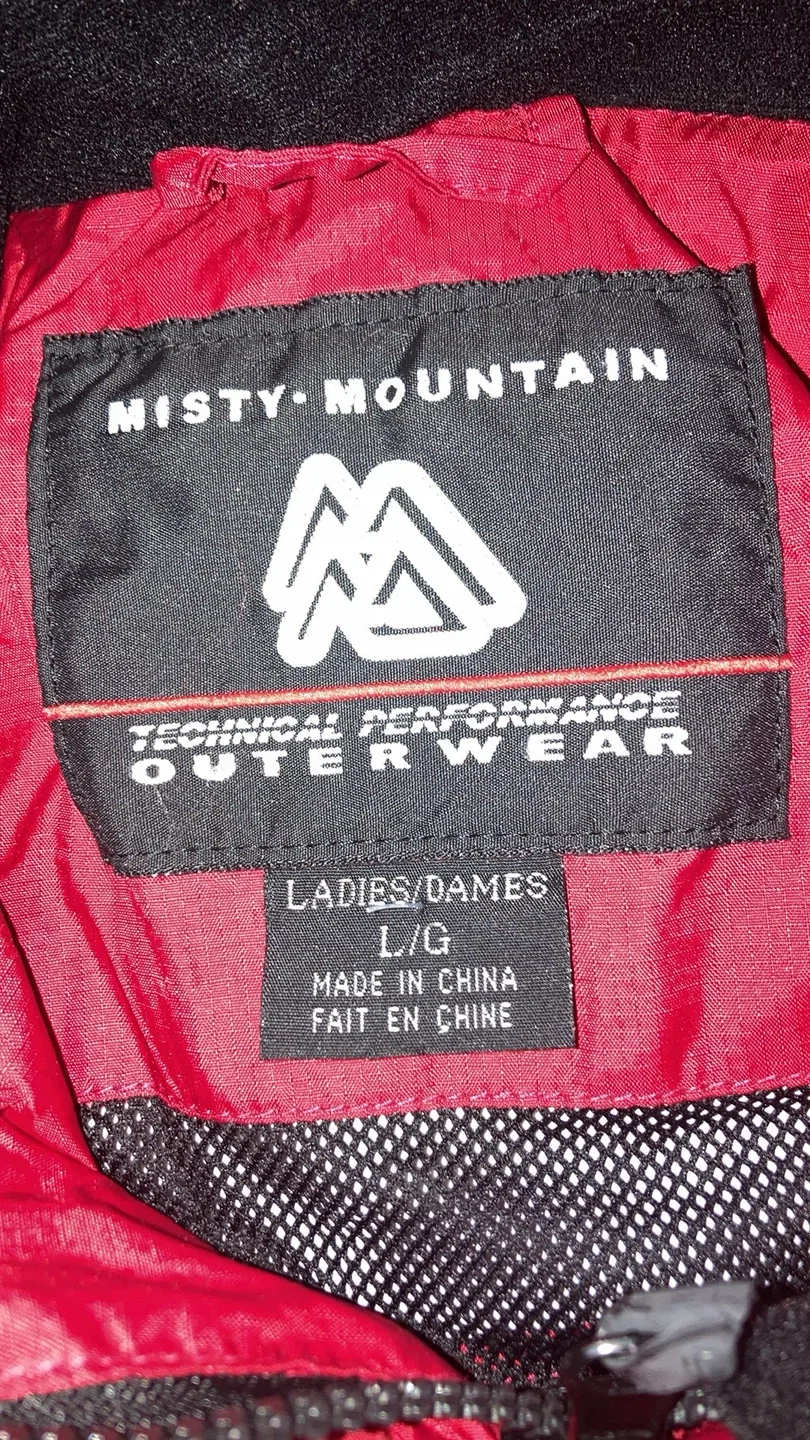 MISTY·MOUNTAIN
TECHNICAL PERFORMANCE
OUTERWEAR
LADIES/DAMES
L/G
MADE IN CHINA
FAIT EN CHINE